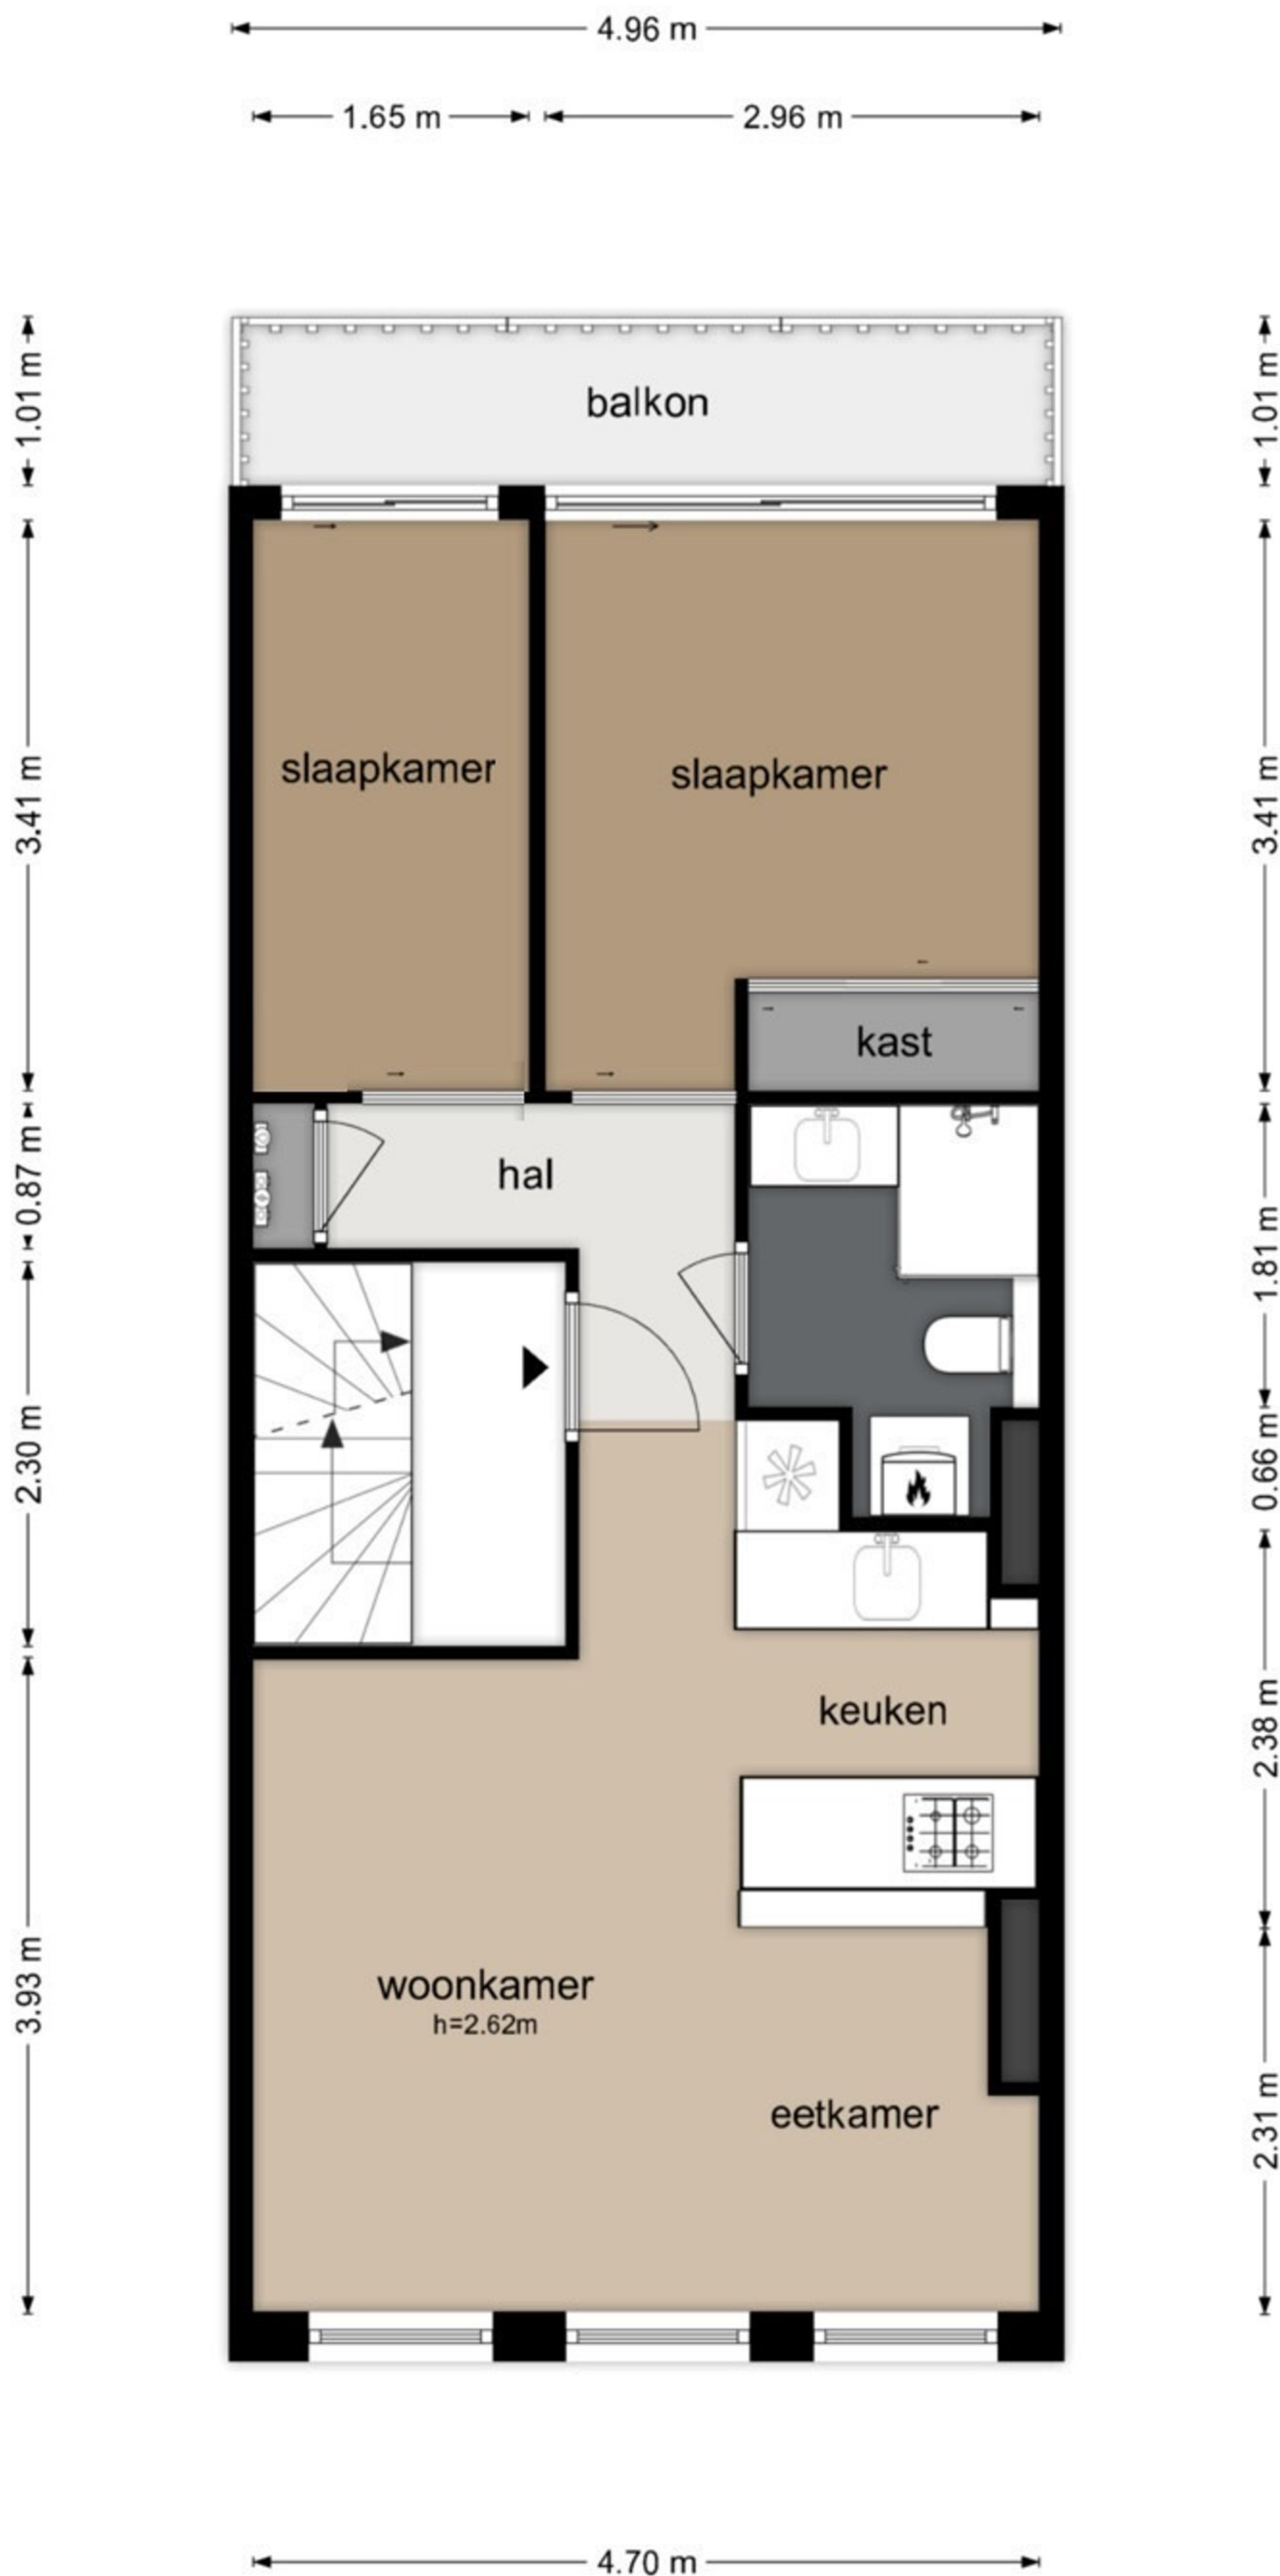 4.96 m
1.65 m
2.96 m
1.01 m
1.01 m
balkon
3.41 m
3.41 m
slaapkamer
slaapkamer
kast
0.87 m
hal
1.81 m
2.30 m
0.66 m
keuken
2.38 m
3.93 m
woonkamer
h=2.62m
eetkamer
2.31 m
4.70 m